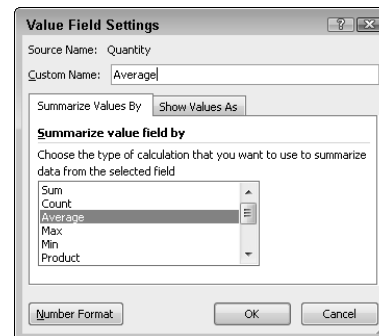 Value Field Settings
Source Name: Quantity
Custom Name: Average
Summarize Values By Show Values As
Summarize value field by
Choose the type of calculation that you want to use to summarize
data from the selected field
Sum
Count
Average
Max
Min
Product
Number Format OK Cancel